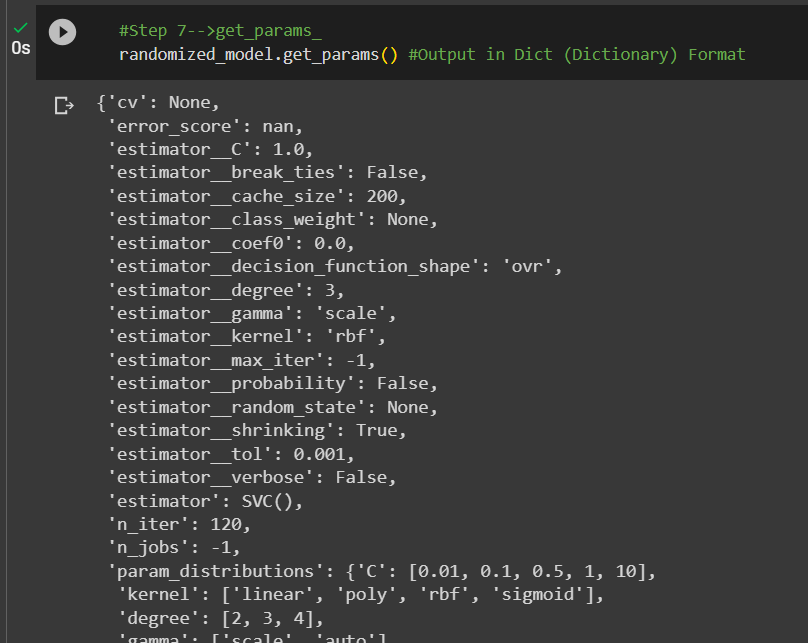 #Step 7-->get_params_
0s
randomized_model.get_params() #Output in Dict (Dictionary) Format
{'cv': None,
'error_score': nan,
'estimator__C': 1.0,
'estimator__break_ties': False,
'estimator__cache_size': 200,
'estimator__class_weight': None,
'estimator__coef0': 0.0,
'estimator__decision_function_shape': 'ovr',
'estimator__degree': 3,
'estimator__gamma': 'scale',
'estimator__kernel': 'rbf',
'estimator__max_iter': -1,
'estimator__probability': False,
'estimator__random_state': None,
'estimator__shrinking': True,
'estimator__tol': 0.001,
'estimator__verbose': False,
'estimator': SVC(),
'n_iter': 120,
'n_jobs': -1,
'param_distributions': {'C': [0.01, 0.1, 0.5, 1, 10],
'kernel': ['linear', 'poly', 'rbf', 'sigmoid'],
'degree': [2, 3, 4],
'gamma': ['scale', 'auto']